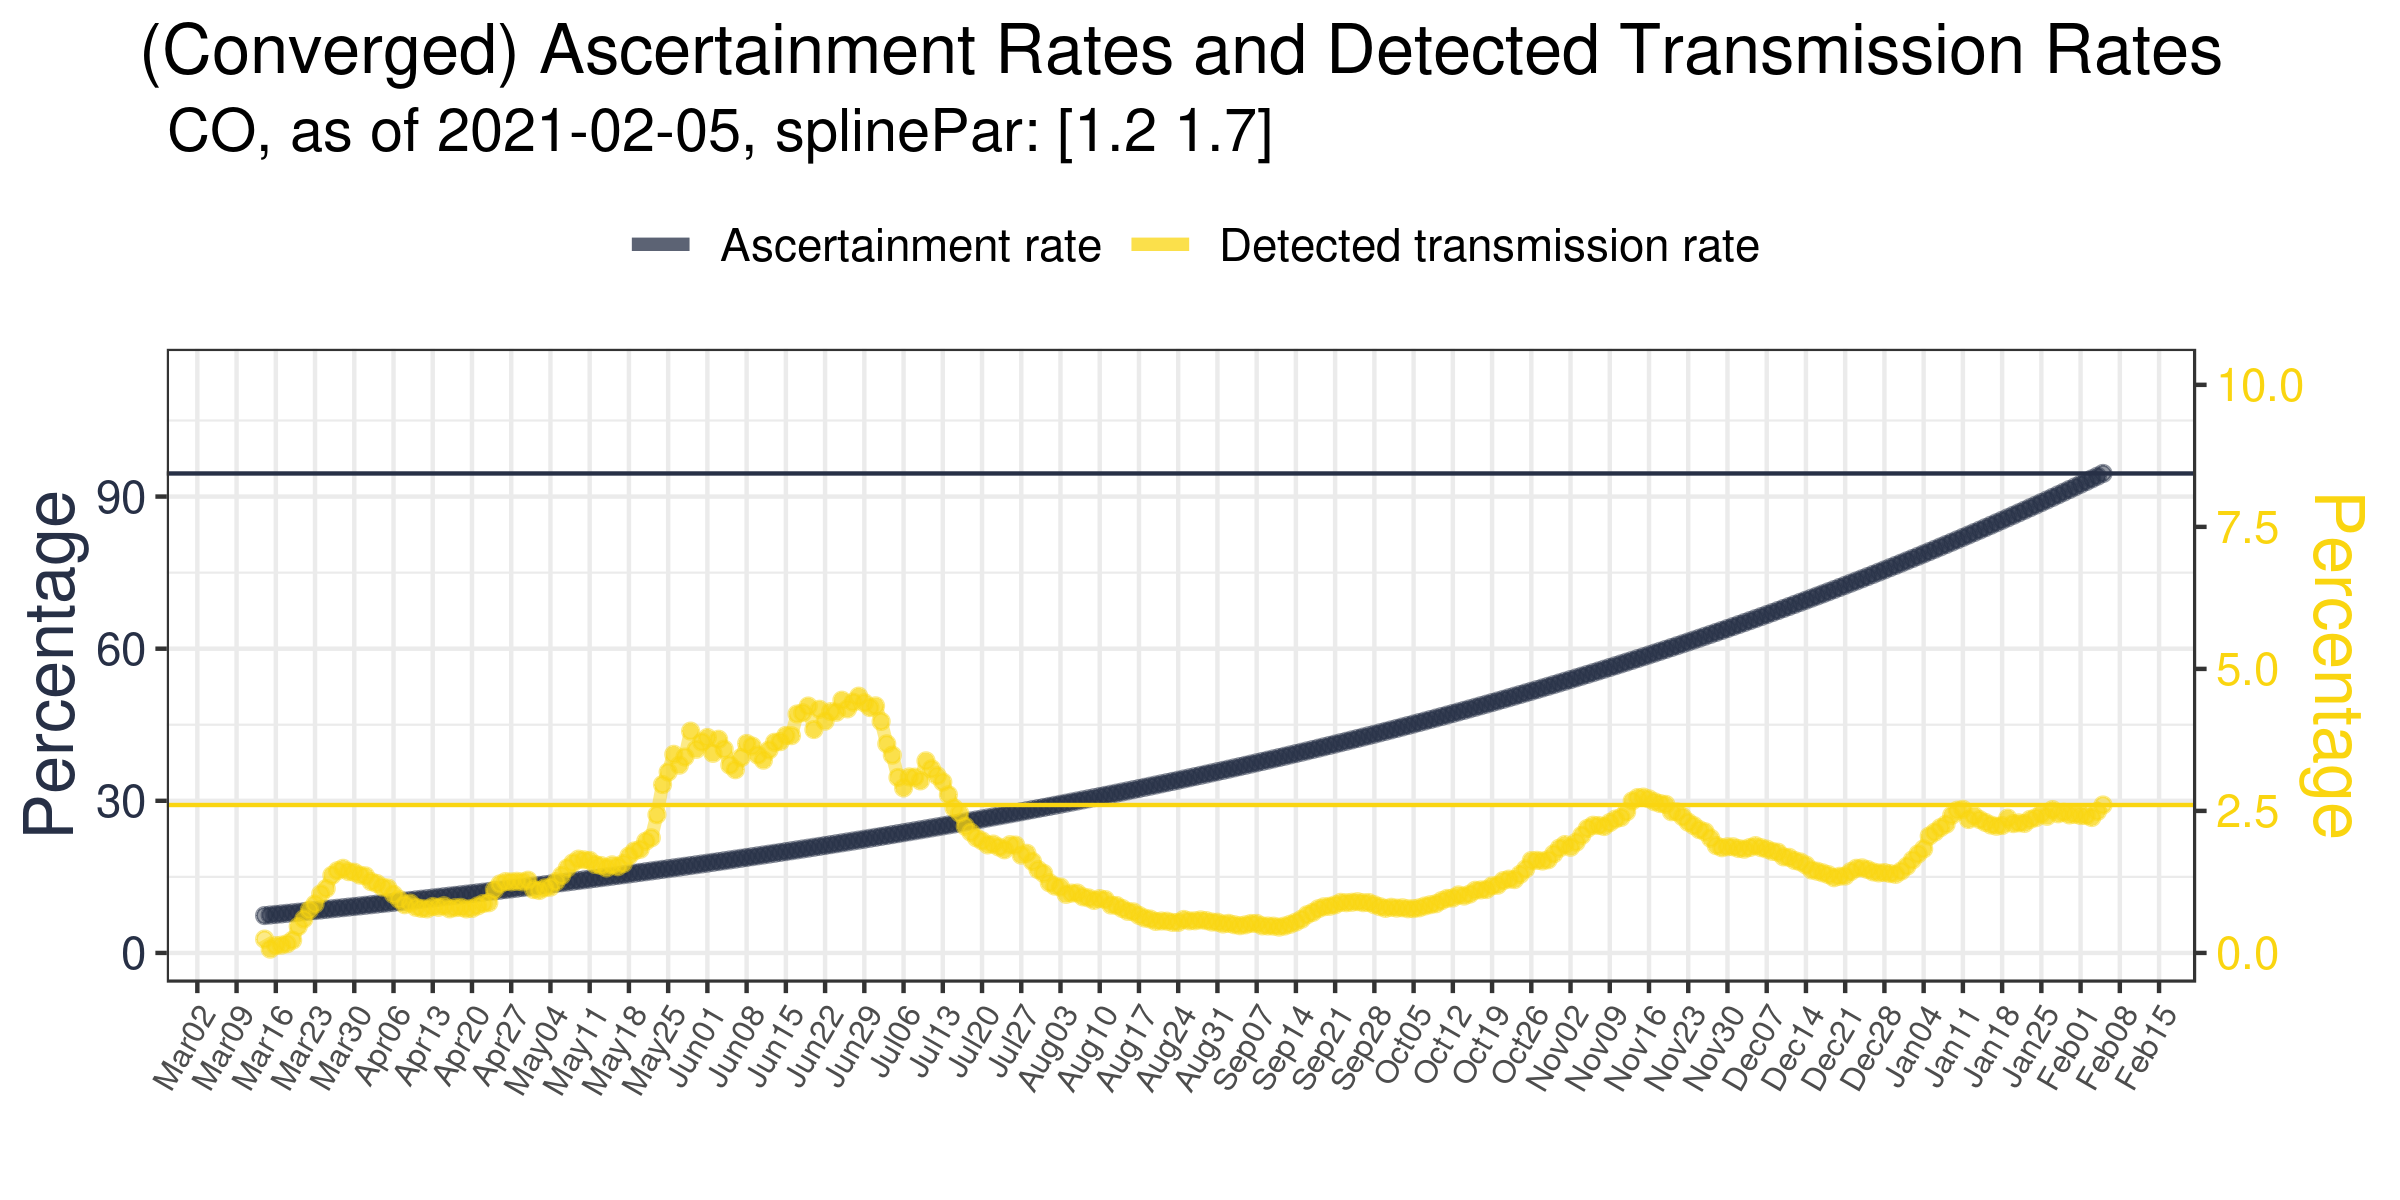 (Converged) Ascertainment Rates and Detected Transmission Rates
CO, as of 2021-02-05, splinePar: [1.2 1.7]
Ascertainment rate Detected transmission rate
Percentage
90
60
30
0
10.0
7.5
5.0
2.5
0.0
Percentage
Mar02 Mar09 Mar16 Mar23 Mar30 Apr06 Apr13 Apr20 Apr27 May04 May11 May18 May25 Jun01 Jun08 Jun15 Jun22 Jun29 Jul06 Jul13 Jul20 Jul27 Aug03 Aug10 Aug17 Aug24 Aug31 Sep07 Sep14 Sep21 Sep28 Oct05 Oct12 Oct19 Oct26 Nov02 Nov09 Nov16 Nov23 Nov30 Dec07 Dec14 Dec21 Dec28 Jan04 Jan11 Jan18 Jan25 Feb01 Feb08 Feb15